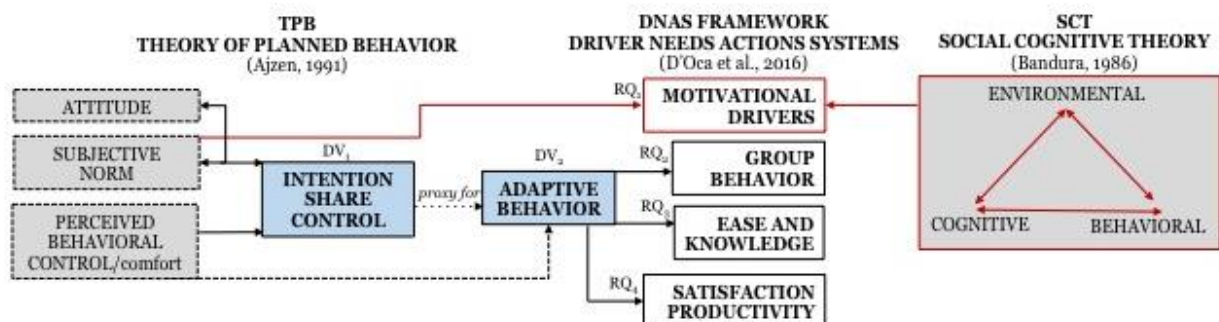 TPB
THEORY OF PLANNED BEHAVIOR
(Ajzen, 1991)
DNAS FRAMEWORK
DRIVER NEEDS ACTIONS SYSTEMS
(D'Oca et al., 2016)
SCT
SOCIAL COGNITIVE THEORY
(Bandura, 1986)
ATTITUDE
SUBJECTIVE
NORM
PERCEIVED
BEHAVIORAL
CONTROL/comfort
DV₁
INTENTION
SHARE
CONTROL
proxy for
DV₂
ADAPTIVE
BEHAVIOR
RQ₁
MOTIVATIONAL
DRIVERS
RQ₂
GROUP
BEHAVIOR
RQ₃
EASE AND
KNOWLEDGE
RQ₄
SATISFACTION
PRODUCTIVITY
ENVIRONMENTAL
COGNITIVE
BEHAVIORAL